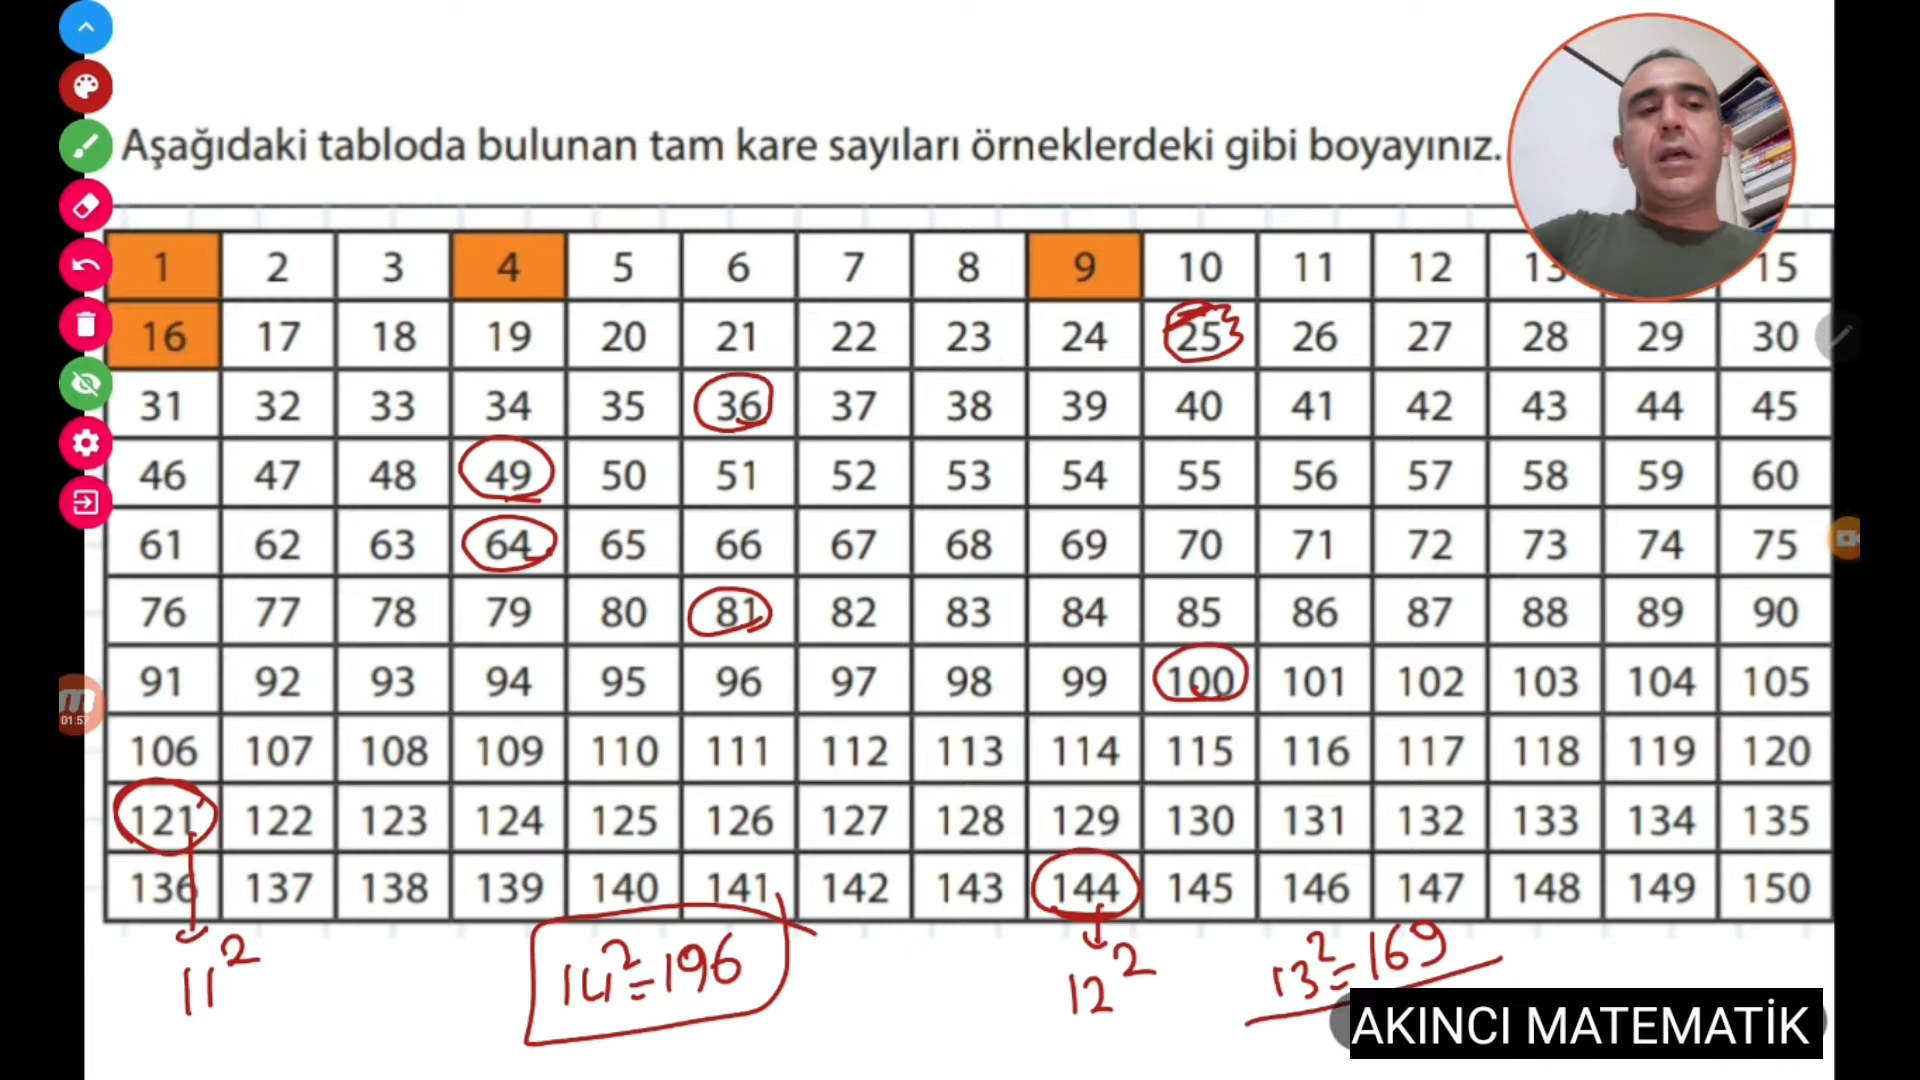 Aşağıdaki tabloda bulunan tam kare sayıları örneklerdeki gibi boyayınız.
1 2 3 4 5 6 7 8 9 10 11 12 13 15
16 17 18 19 20 21 22 23 24 25 26 27 28 29 30
31 32 33 34 35 36 37 38 39 40 41 42 43 44 45
46 47 48 49 50 51 52 53 54 55 56 57 58 59 60
61 62 63 64 65 66 67 68 69 70 71 72 73 74 75
76 77 78 79 80 81 82 83 84 85 86 87 88 89 90
91 92 93 94 95 96 97 98 99 100 101 102 103 104 105
106 107 108 109 110 111 112 113 114 115 116 117 118 119 120
121 122 123 124 125 126 127 128 129 130 131 132 133 134 135
136 137 138 139 140 141 142 143 144 145 146 147 148 149 150
11² 14²=196 12² 13²=169
01:57
AKINCI MATEMATİK